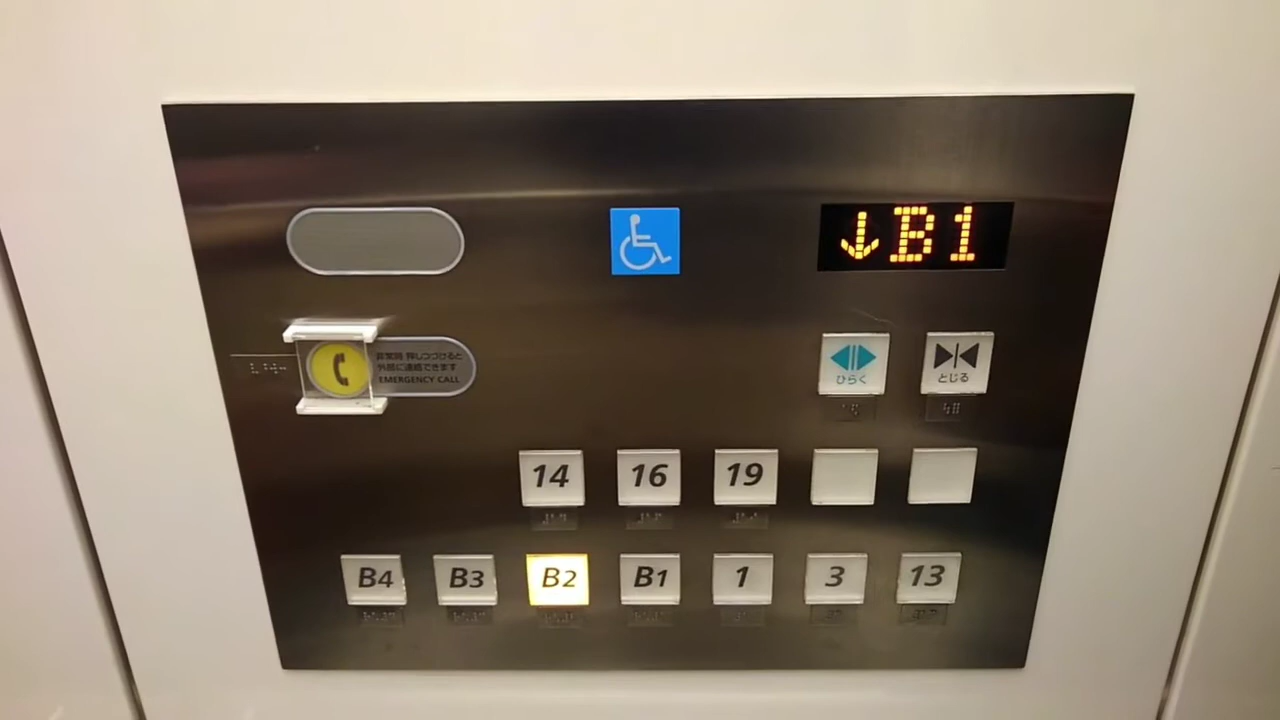 ↓B1
非常時 押しつづけると
外部に連絡できます
EMERGENCY CALL
ひらく
とじる
14 16 19
B4 B3 B2 B1 1 3 13